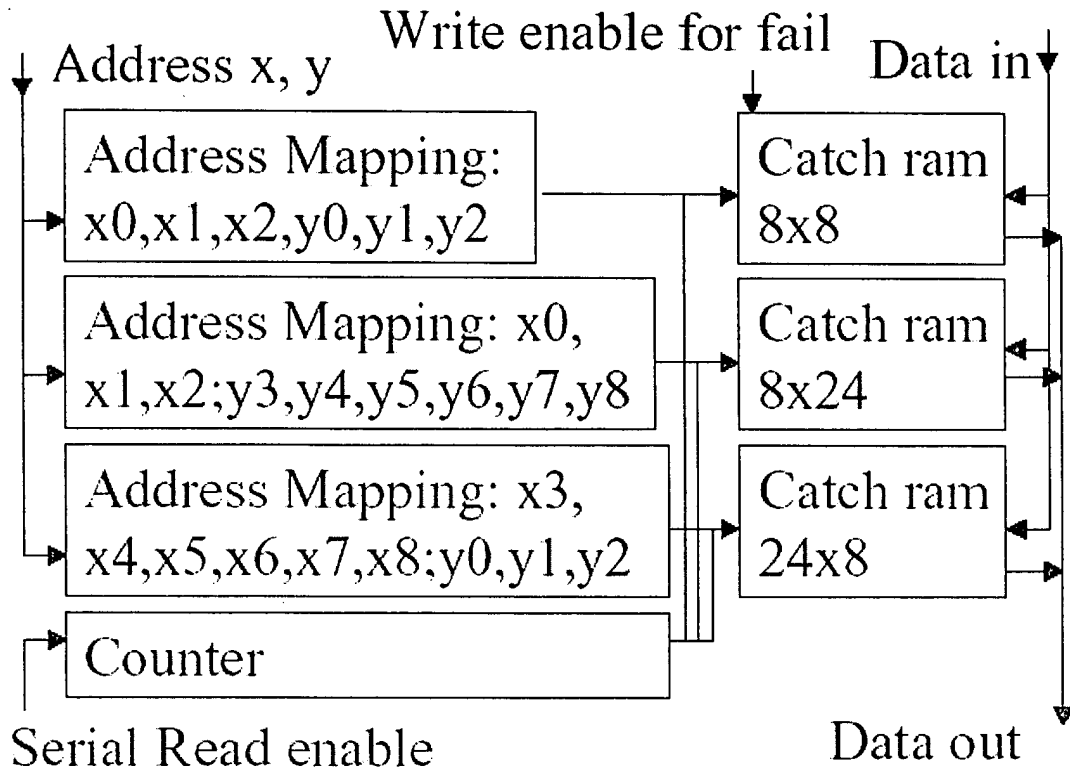 Write enable for fail
Address x, y
Data in
Address Mapping:
x0,x1,x2,y0,y1,y2
Catch ram
8x8
Address Mapping: x0,
x1,x2;y3,y4,y5,y6,y7,y8
Catch ram
8x24
Address Mapping: x3,
x4,x5,x6,x7,x8;y0,y1,y2
Catch ram
24x8
Counter
Serial Read enable
Data out